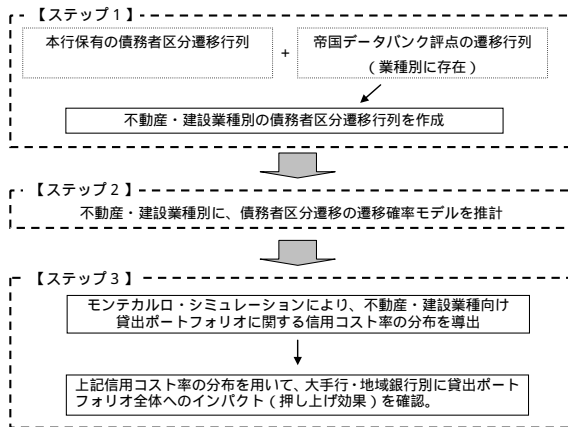 【ステップ１】
本行保有の債務者区分遷移行列
+
帝国データバンク評点の遷移行列
（業種別に存在）
不動産・建設業種別の債務者区分遷移行列を作成
【ステップ２】
不動産・建設業種別に、債務者区分遷移の遷移確率モデルを推計
【ステップ３】
モンテカルロ・シミュレーションにより、不動産・建設業種向け
貸出ポートフォリオに関する信用コスト率の分布を導出
上記信用コスト率の分布を用いて、大手行・地域銀行別に貸出ポート
フォリオ全体へのインパクト（押し上げ効果）を確認。